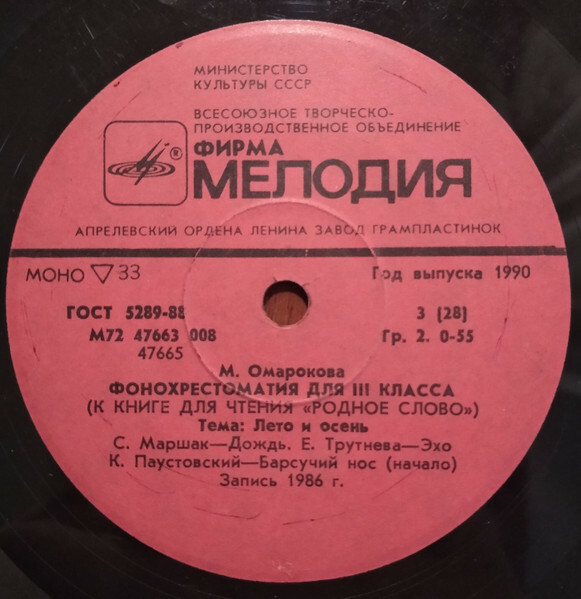 МИНИСТЕРСТВО
КУЛЬТУРЫ СССР
ВСЕСОЮЗНОЕ ТВОРЧЕСКО-
ПРОИЗВОДСТВЕННОЕ ОБЪЕДИНЕНИЕ
ФИРМА
® МЕЛОДИЯ
АПРЕЛЕВСКИЙ ОРДЕНА ЛЕНИНА ЗАВОД ГРАМПЛАСТИНОК
МОНО ▽ 33 Год выпуска 1990
ГОСТ 5289-88 3 (28)
М72 47663 008 Гр. 2. 0-55
47665
М. Омарокова
ФОНОХРЕСТОМАТИЯ ДЛЯ III КЛАССА
(К КНИГЕ ДЛЯ ЧТЕНИЯ «РОДНОЕ СЛОВО»)
Тема: Лето и осень
С. Маршак—Дождь. Е. Трутнева—Эхо
К. Паустовский—Барсучий нос (начало)
Запись 1986 г.